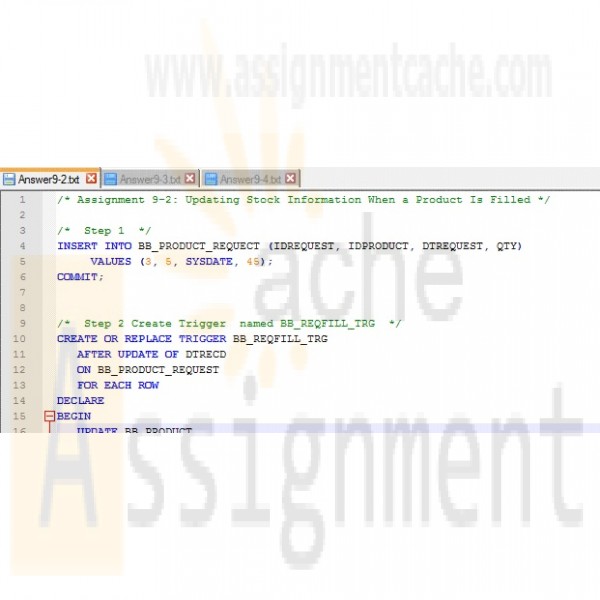 www.assignmentcache.com
Answer9-2.txt Answer9-3.txt Answer9-4.txt
1 /* Assignment 9-2: Updating Stock Information When a Product Is Filled */
2
3 /* Step 1 */
4 INSERT INTO BB_PRODUCT_REQUECT (IDREQUEST, IDPRODUCT, DTREQUEST, QTY)
5 VALUES (3, 5, SYSDATE, 45);
6 COMMIT;
7
8
9 /* Step 2 Create Trigger named BB_REQFILL_TRG */
10 CREATE OR REPLACE TRIGGER BB_REQFILL_TRG
11 AFTER UPDATE OF DTRECD
12 ON BB_PRODUCT_REQUEST
13 FOR EACH ROW
14 DECLARE
15 BEGIN
16 UPDATE BB_PRODUCT
cache
Assignment